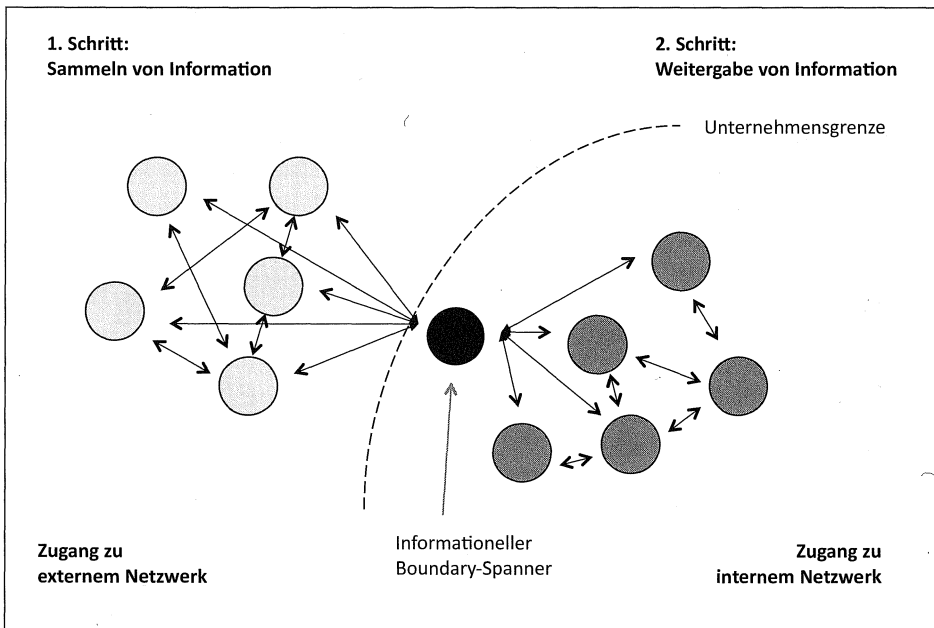 1. Schritt:
Sammeln von Information
2. Schritt:
Weitergabe von Information
Unternehmensgrenze
Zugang zu
externem Netzwerk
Informationeller
Boundary-Spanner
Zugang zu
internem Netzwerk